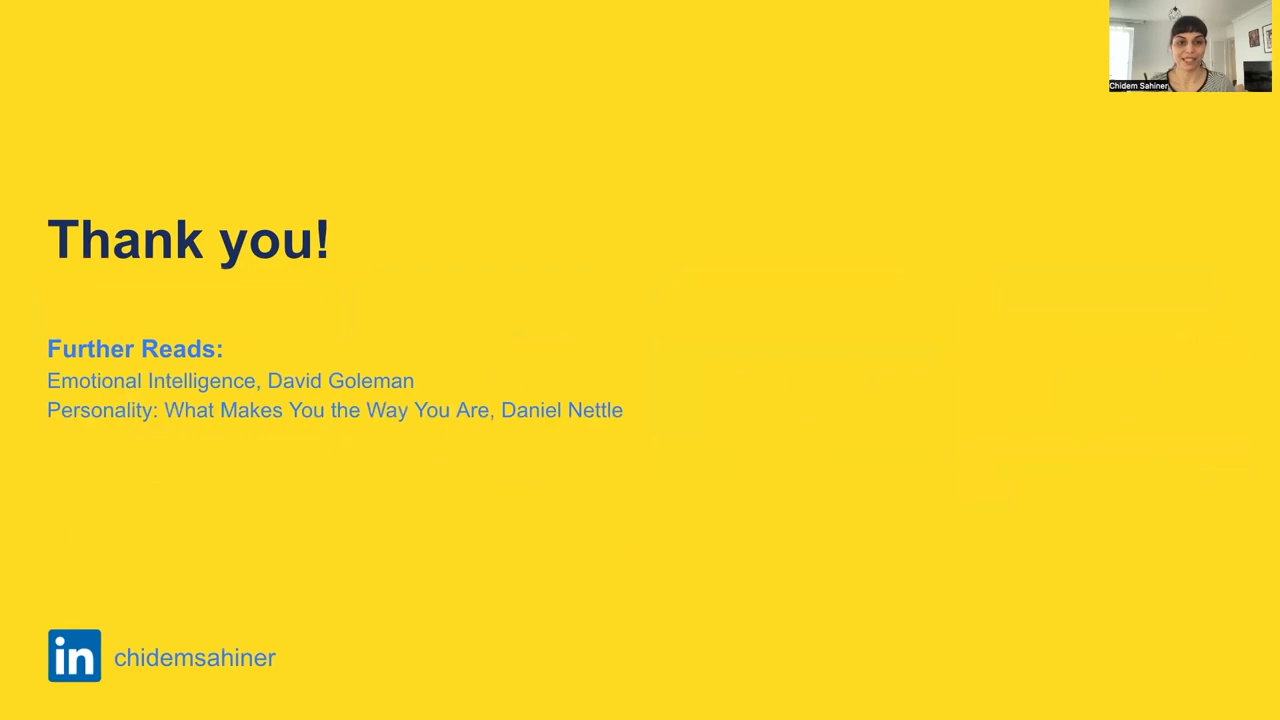 Chidem Sahiner
Thank you!
Further Reads:
Emotional Intelligence, David Goleman
Personality: What Makes You the Way You Are, Daniel Nettle
in chidemsahiner